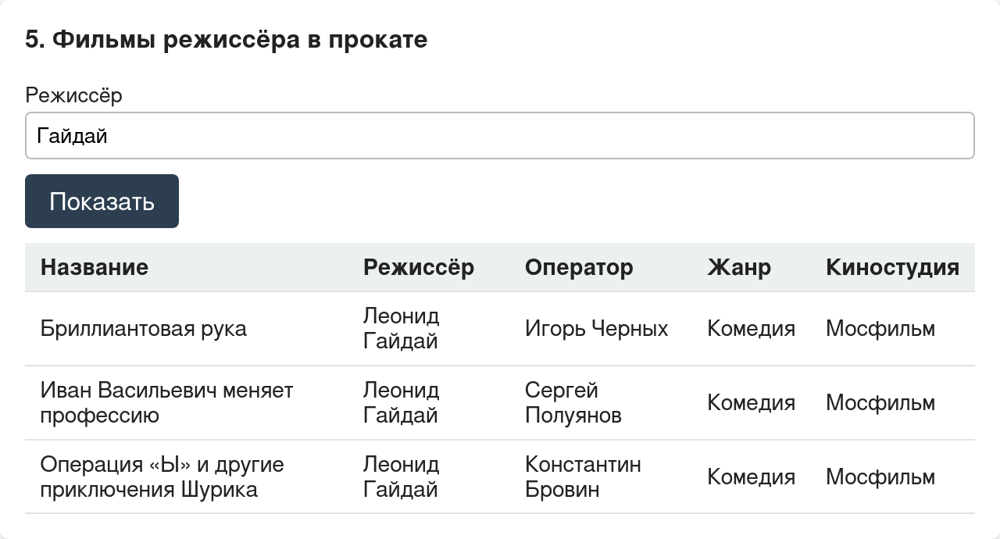 5. Фильмы режиссёра в прокате
Режиссёр
Гайдай
Показать
Название Режиссёр Оператор Жанр Киностудия
Бриллиантовая рука Леонид Гайдай Игорь Черных Комедия Мосфильм
Иван Васильевич меняет профессию Леонид Гайдай Сергей Полуянов Комедия Мосфильм
Операция «Ы» и другие приключения Шурика Леонид Гайдай Константин Бровин Комедия Мосфильм